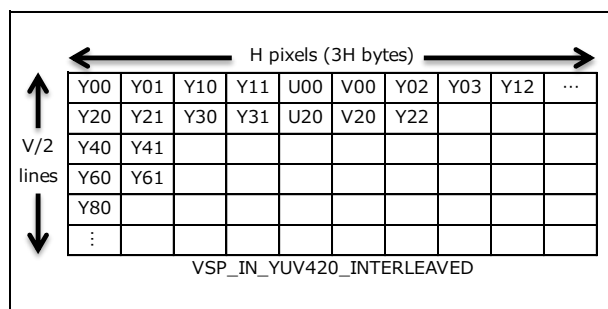 H pixels (3H bytes)
Y00 Y01 Y10 Y11 U00 V00 Y02 Y03 Y12 ...
Y20 Y21 Y30 Y31 U20 V20 Y22
V/2
lines
Y40 Y41
Y60 Y61
Y80
⋮
VSP_IN_YUV420_INTERLEAVED